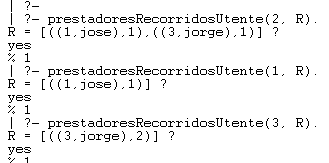 | ?-
| ?- prestadoresRecorridosUtente(2, R).
R = [((1,jose),1),((3,jorge),1)] ?
yes
% 1
| ?- prestadoresRecorridosUtente(1, R).
R = [((1,jose),1)] ?
yes
% 1
| ?- prestadoresRecorridosUtente(3, R).
R = [((3,jorge),2)] ?
yes
% 1